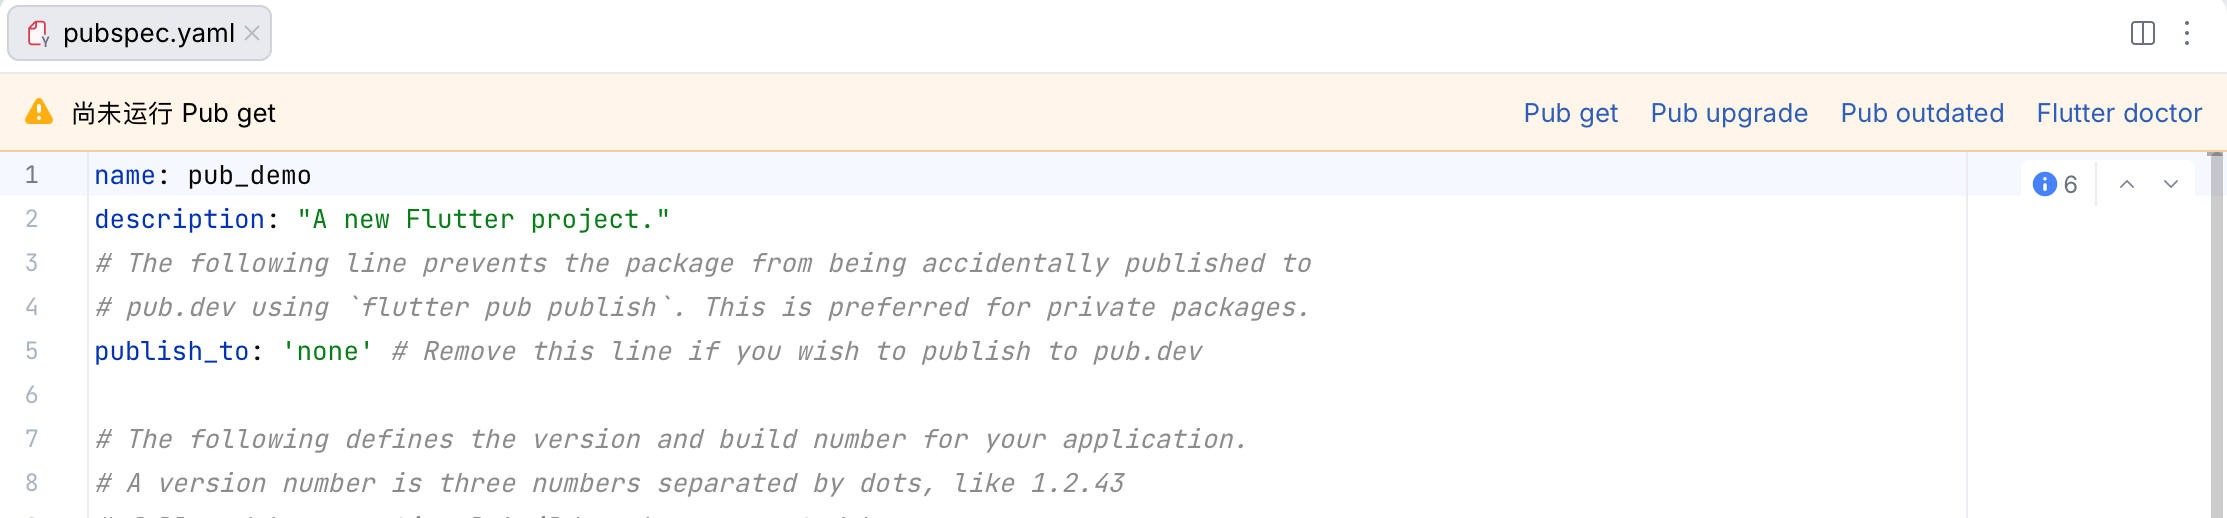 pubspec.yaml
尚未运行 Pub get Pub get Pub upgrade Pub outdated Flutter doctor
1 name: pub_demo 6
2 description: "A new Flutter project."
3 # The following line prevents the package from being accidentally published to
4 # pub.dev using `flutter pub publish`. This is preferred for private packages.
5 publish_to: 'none' # Remove this line if you wish to publish to pub.dev
6
7 # The following defines the version and build number for your application.
8 # A version number is three numbers separated by dots, like 1.2.43